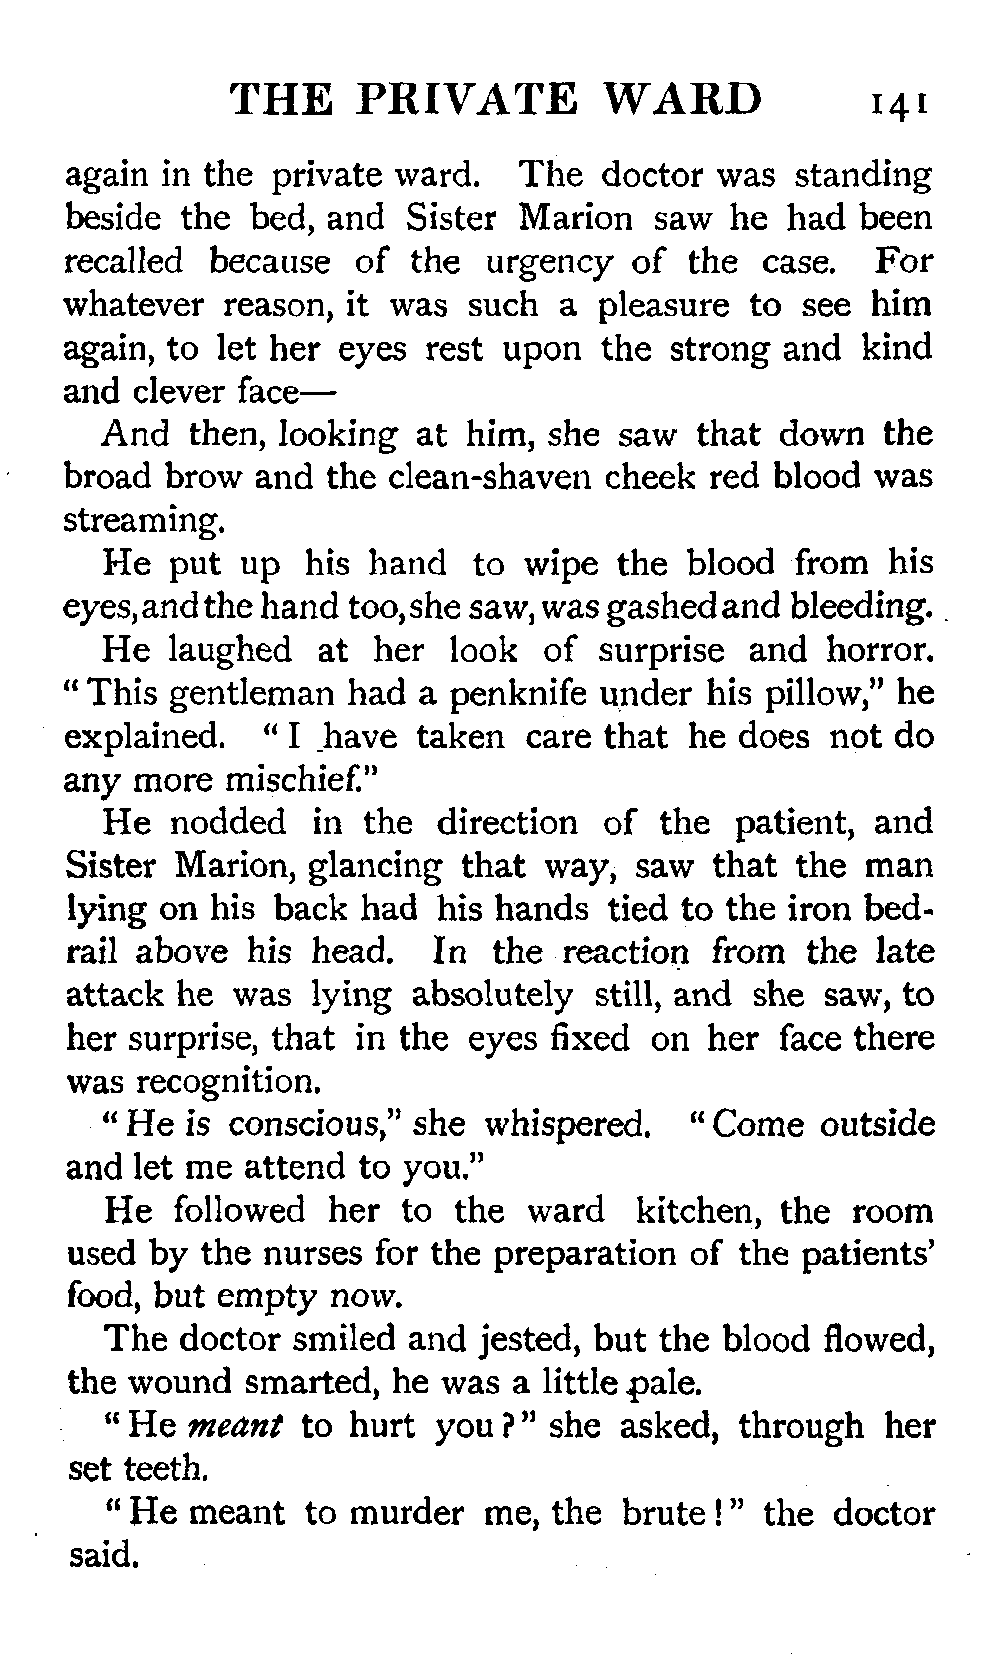 THE PRIVATE WARD 141
again in the private ward. The doctor was standing
beside the bed, and Sister Marion saw he had been
recalled because of the urgency of the case. For
whatever reason, it was such a pleasure to see him
again, to let her eyes rest upon the strong and kind
and clever face—
And then, looking at him, she saw that down the
broad brow and the clean-shaven cheek red blood was
streaming.
He put up his hand to wipe the blood from his
eyes, and the hand too, she saw, was gashed and bleeding.
He laughed at her look of surprise and horror.
"This gentleman had a penknife under his pillow," he
explained. "I have taken care that he does not do
any more mischief."
He nodded in the direction of the patient, and
Sister Marion, glancing that way, saw that the man
lying on his back had his hands tied to the iron bed-
rail above his head. In the reaction from the late
attack he was lying absolutely still, and she saw, to
her surprise, that in the eyes fixed on her face there
was recognition.
"He is conscious," she whispered. "Come outside
and let me attend to you."
He followed her to the ward kitchen, the room
used by the nurses for the preparation of the patients'
food, but empty now.
The doctor smiled and jested, but the blood flowed,
the wound smarted, he was a little pale.
"He meant to hurt you?" she asked, through her
set teeth.
"He meant to murder me, the brute!" the doctor
said.